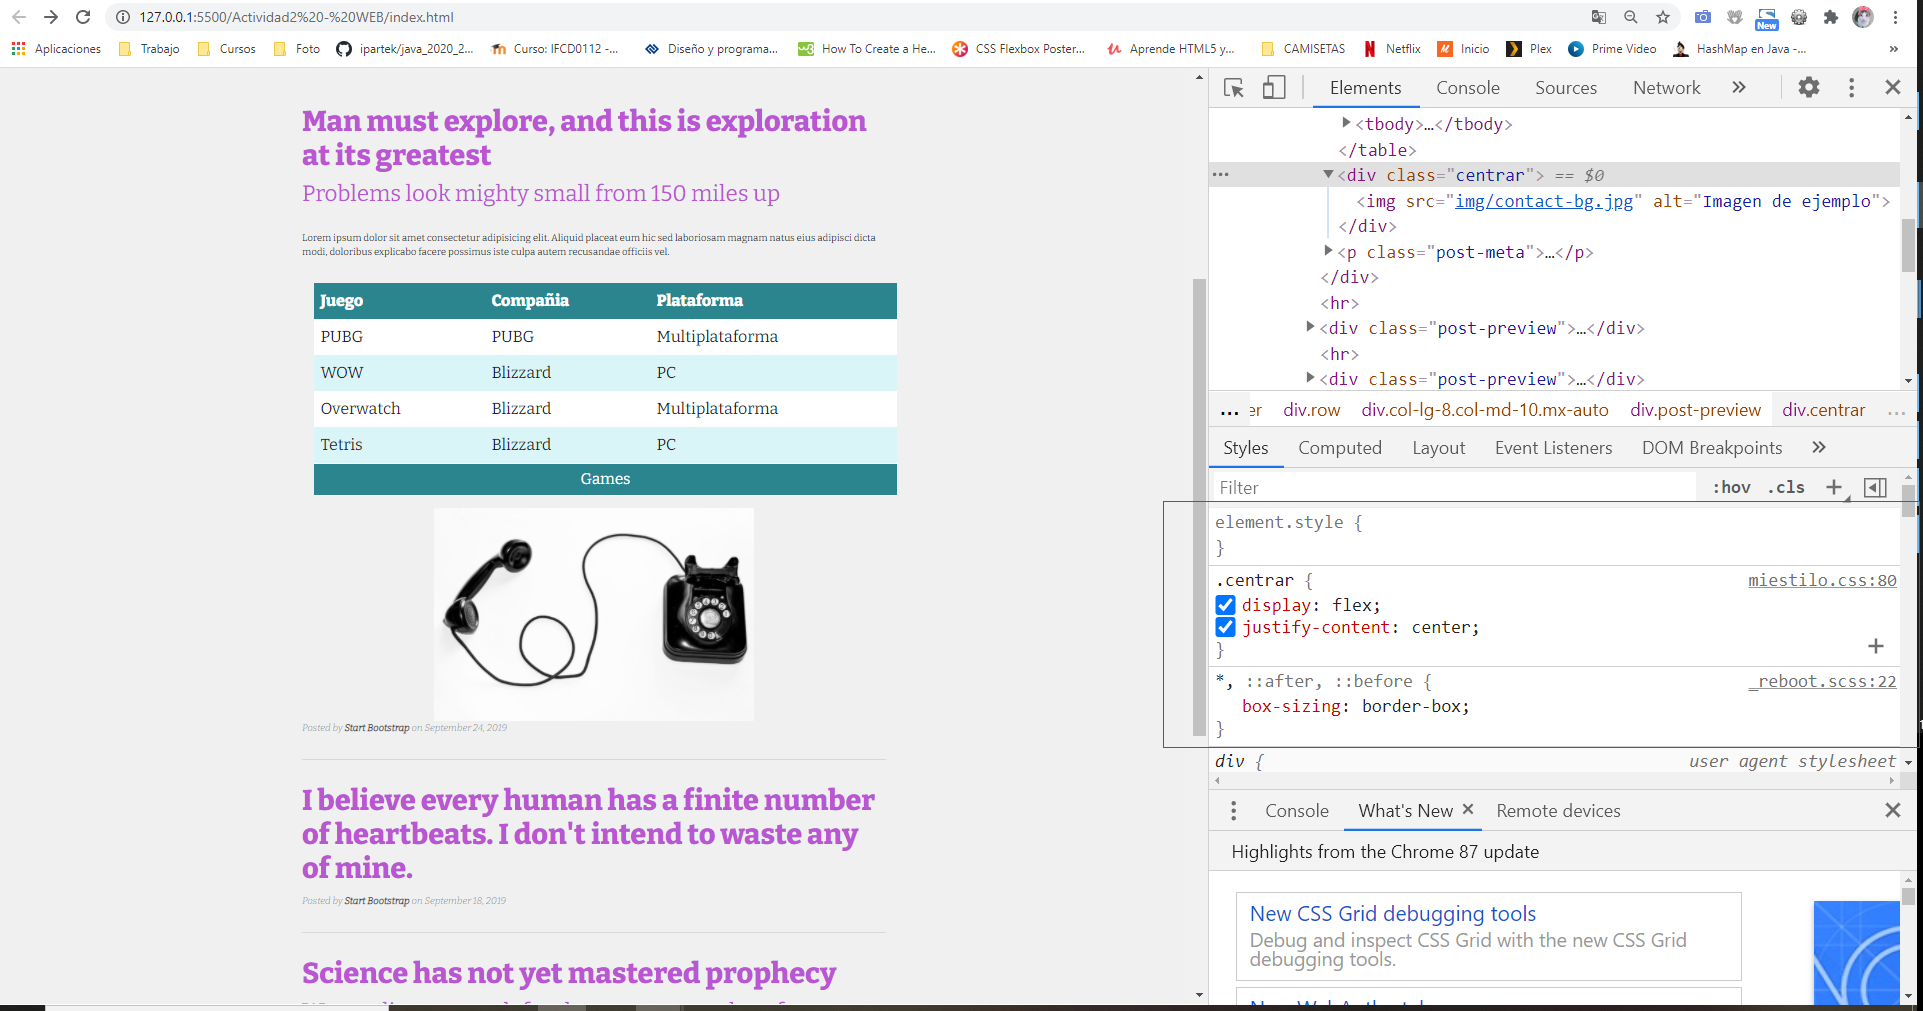 127.0.0.1:5500/Actividad2%20-%20WEB/index.html
New
Aplicaciones Trabajo Cursos Foto ipartek/java_2020_2... Curso: IFCD0112 -... Diseño y programa... How To Create a He... CSS Flexbox Poster... Aprende HTML5 y... CAMISETAS Netflix Inicio Plex Prime Video HashMap en Java -... »
Man must explore, and this is exploration
at its greatest
Problems look mighty small from 150 miles up
Lorem ipsum dolor sit amet consectetur adipisicing elit. Aliquid placeat eum hic sed laboriosam magnam natus eius adipisci dicta
modi, doloribus explicabo facere possimus iste culpa autem recusandae officiis vel.
Juego Compañia Plataforma
PUBG PUBG Multiplataforma
WOW Blizzard PC
Overwatch Blizzard Multiplataforma
Tetris Blizzard PC
Games
Posted by Start Bootstrap on September 24, 2019
I believe every human has a finite number
of heartbeats. I don't intend to waste any
of mine.
Posted by Start Bootstrap on September 18, 2019
Science has not yet mastered prophecy
Elements Console Sources Network »
<tbody>…</tbody>
</table>
... <div class="centrar"> == $0
<img src="img/contact-bg.jpg" alt="Imagen de ejemplo">
</div>
<p class="post-meta">…</p>
</div>
<hr>
<div class="post-preview">…</div>
<hr>
<div class="post-preview">…</div>
... er div.row div.col-lg-8.col-md-10.mx-auto div.post-preview div.centrar ...
Styles Computed Layout Event Listeners DOM Breakpoints »
Filter :hov .cls +
element.style {
}
.centrar { miestilo.css:80
display: flex;
justify-content: center;
}
*, ::after, ::before { _reboot.scss:22
box-sizing: border-box;
}
div { user agent stylesheet
Console What's New × Remote devices
Highlights from the Chrome 87 update
New CSS Grid debugging tools
Debug and inspect CSS Grid with the new CSS Grid
debugging tools.